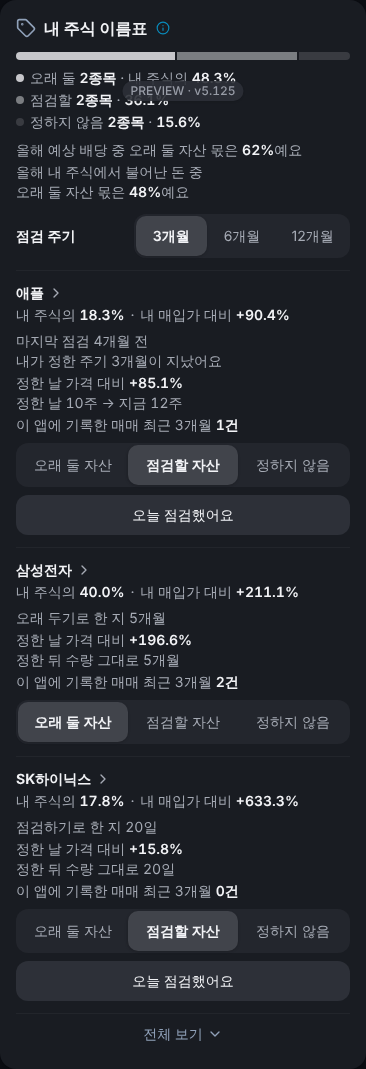 내 주식 이름표
오래 둘 2종목 · 내 주식의 48.3%
PREVIEW · v5.125
점검할 2종목 · 36.1%
정하지 않음 2종목 · 15.6%
올해 예상 배당 중 오래 둘 자산 몫은 62%예요
올해 내 주식에서 불어난 돈 중
오래 둘 자산 몫은 48%예요
점검 주기
3개월 6개월 12개월
애플
내 주식의 18.3% · 내 매입가 대비 +90.4%
마지막 점검 4개월 전
내가 정한 주기 3개월이 지났어요
정한 날 가격 대비 +85.1%
정한 날 10주 → 지금 12주
이 앱에 기록한 매매 최근 3개월 1건
오래 둘 자산 점검할 자산 정하지 않음
오늘 점검했어요
삼성전자
내 주식의 40.0% · 내 매입가 대비 +211.1%
오래 두기로 한 지 5개월
정한 날 가격 대비 +196.6%
정한 뒤 수량 그대로 5개월
이 앱에 기록한 매매 최근 3개월 2건
오래 둘 자산 점검할 자산 정하지 않음
SK하이닉스
내 주식의 17.8% · 내 매입가 대비 +633.3%
점검하기로 한 지 20일
정한 날 가격 대비 +15.8%
정한 뒤 수량 그대로 20일
이 앱에 기록한 매매 최근 3개월 0건
오래 둘 자산 점검할 자산 정하지 않음
오늘 점검했어요
전체 보기